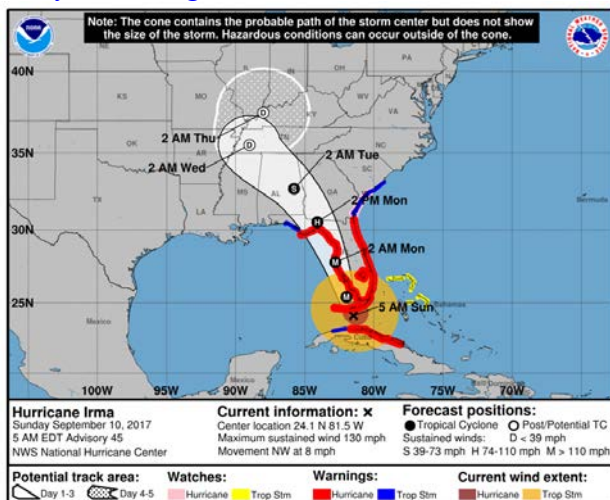 Note: The cone contains the probable path of the storm center but does not show
the size of the storm. Hazardous conditions can occur outside of the cone.
NOAA
40N
35N
30N
25N
NE
IL
IN
OH
KS
MO
KY
VA
OK
TN
NC
AR
SC
TX
MS
AL
GA
LA
2 AM Thu
2 AM Wed
2 AM Tue
2 PM Mon
2 AM Mon
5 AM Sun
D
D
S
H
M
M
Bermuda
Bahamas
Mexico
Mexico
Cuba
100W 95W 90W 85W 80W 75W 70W
Hurricane Irma
Sunday September 10, 2017
5 AM EDT Advisory 45
NWS National Hurricane Center
Current information: ×
Center location 24.1 N 81.5 W
Maximum sustained wind 130 mph
Movement NW at 8 mph
Forecast positions:
Tropical Cyclone Post/Potential TC
Sustained winds: D < 39 mph
S 39-73 mph H 74-110 mph M > 110 mph
Potential track area:
Day 1-3 Day 4-5
Watches:
Hurricane Trop Stm
Warnings:
Hurricane Trop Stm
Current wind extent:
Hurricane Trop Stm